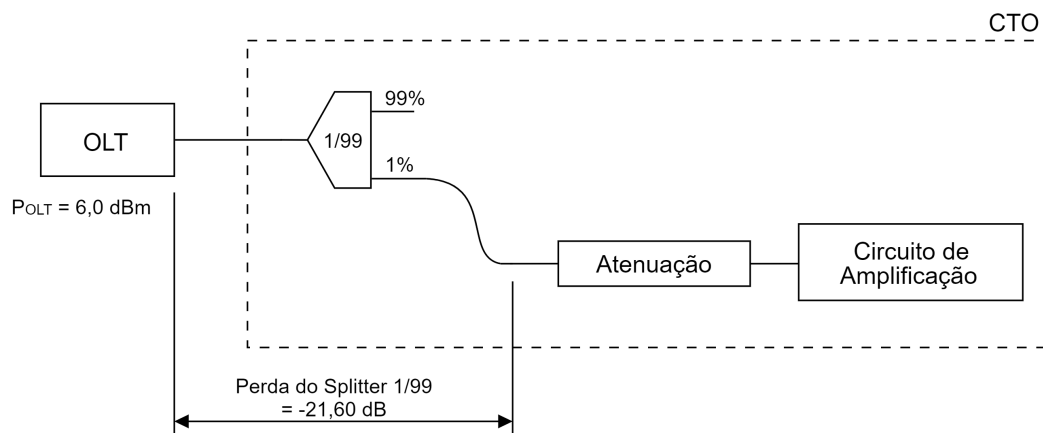 CTO
99%
OLT
1/99
1%
POLT = 6,0 dBm
Atenuação
Circuito de
Amplificação
Perda do Splitter 1/99
= -21,60 dB